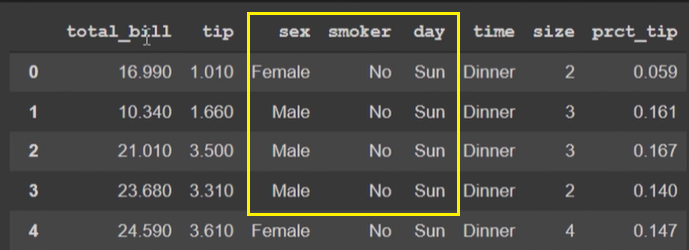 total_bill tip sex smoker day time size prct_tip
0 16.990 1.010 Female No Sun Dinner 2 0.059
1 10.340 1.660 Male No Sun Dinner 3 0.161
2 21.010 3.500 Male No Sun Dinner 3 0.167
3 23.680 3.310 Male No Sun Dinner 2 0.140
4 24.590 3.610 Female No Sun Dinner 4 0.147